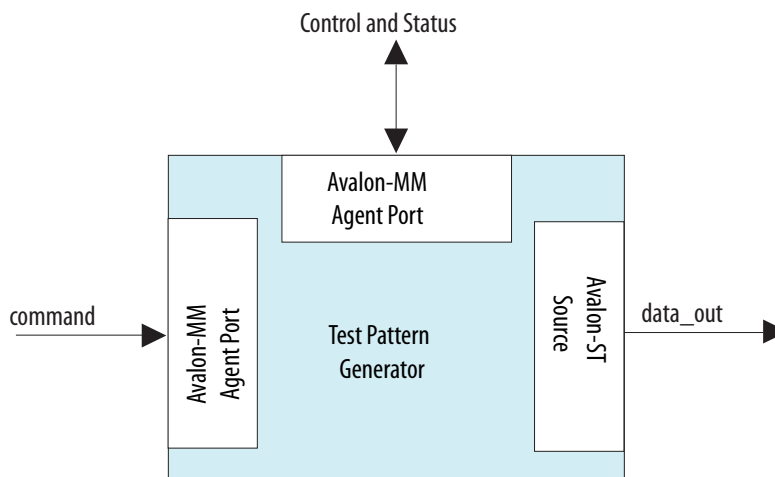 Control and Status
Avalon-MM
Agent Port
command
Avalon-MM
Agent Port
Test Pattern
Generator
Avalon-ST
Source
data_out